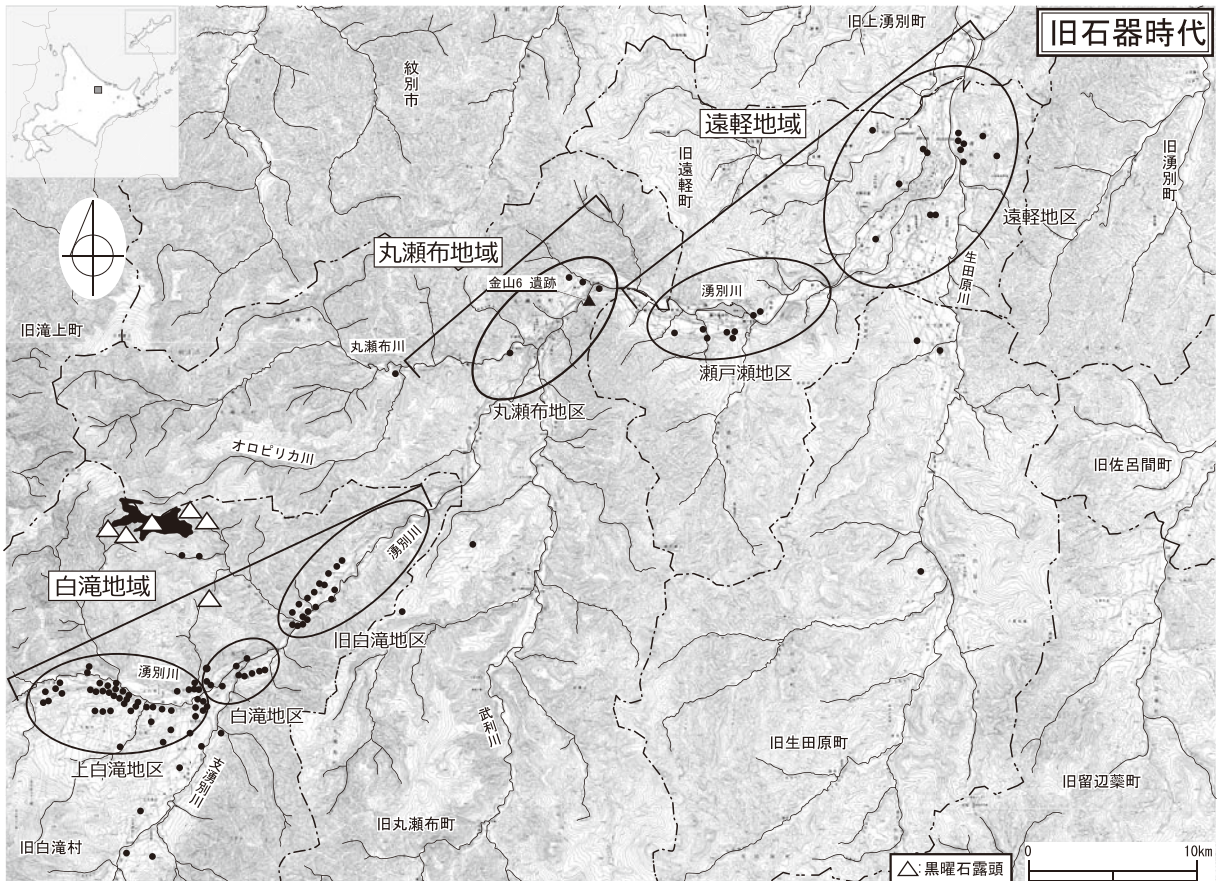 旧石器時代
旧上湧別町
紋別市
遠軽地域
旧遠軽町
旧湧別町
遠軽地区
丸瀬布地域
金山6 遺跡
生田原川
湧別川
旧滝上町
丸瀬布川
瀬戸瀬地区
丸瀬布地区
オロピリカ川
旧佐呂間町
湧別川
白滝地域
旧白滝地区
湧別川
白滝地区
武利川
旧生田原町
上白滝地区
支湧別川
旧留辺蘂町
旧丸瀬布町
旧白滝村
0 10km
△:黒曜石露頭